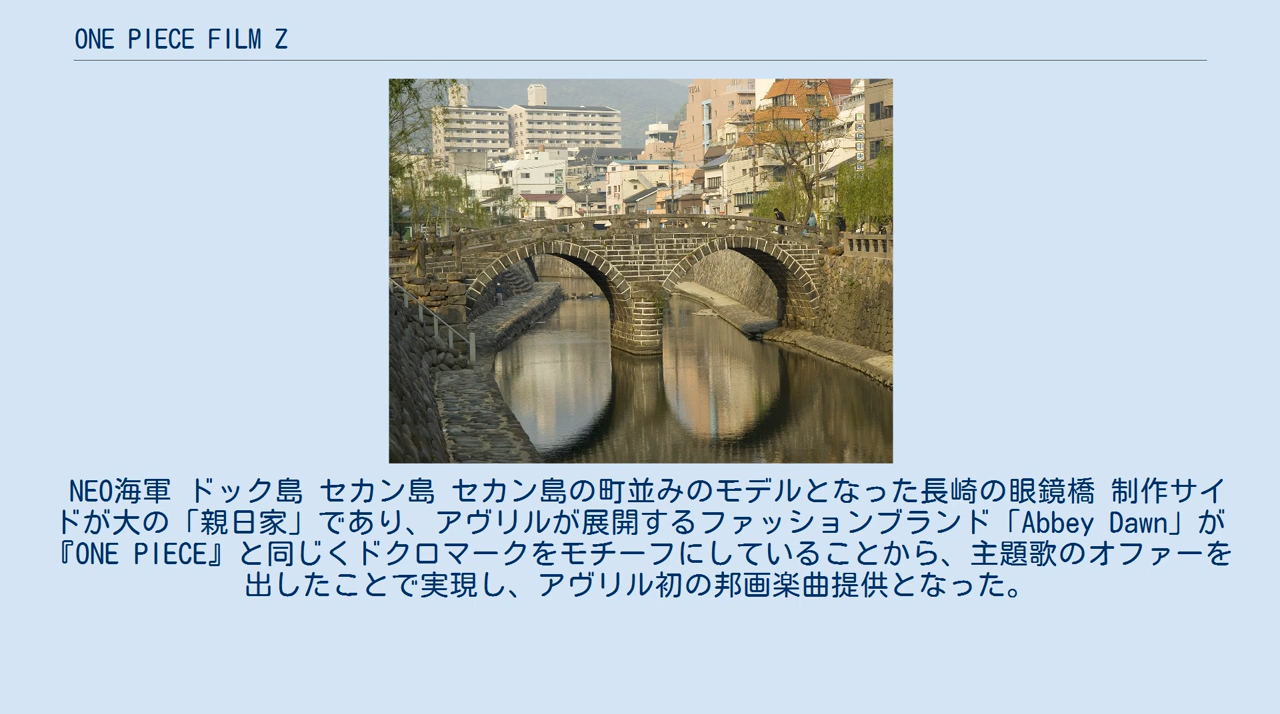 ONE PIECE FILM Z
NEO海軍 ドック島 セカン島 セカン島の町並みのモデルとなった長崎の眼鏡橋 制作サイ
ドが大の「親日家」であり、アヴリルが展開するファッションブランド「Abbey Dawn」が
『ONE PIECE』と同じくドクロマークをモチーフにしていることから、主題歌のオファーを
出したことで実現し、アヴリル初の邦画楽曲提供となった。